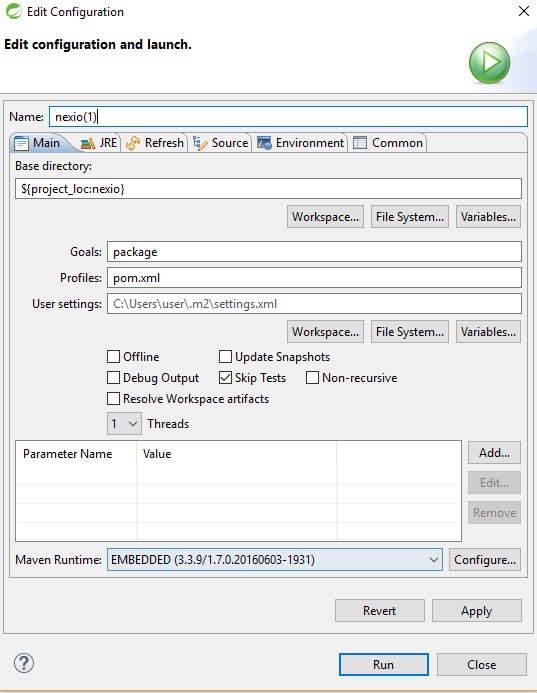 Edit Configuration
Edit configuration and launch.
Name: nexio(1)
Main JRE Refresh Source Environment Common
Base directory:
${project_loc:nexio}
Workspace... File System... Variables...
Goals: package
Profiles: pom.xml
User settings: C:\Users\user\.m2\settings.xml
Workspace... File System... Variables...
Offline Update Snapshots
Debug Output Skip Tests Non-recursive
Resolve Workspace artifacts
1 Threads
Parameter Name Value
Add...
Edit...
Remove
Maven Runtime: EMBEDDED (3.3.9/1.7.0.20160603-1931) Configure...
Revert Apply
? Run Close